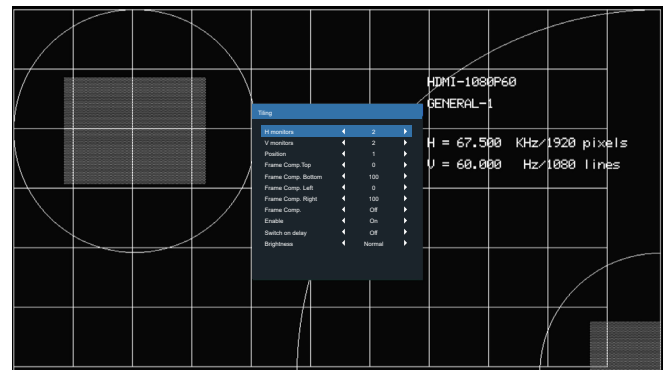 HDMI-1080P60
GENERAL-1
H = 67.500 KHz/1920 pixels
V = 60.000 Hz/1080 lines
Tiling
H monitors 2
V monitors 2
Position 1
Frame Comp.Top 0
Frame Comp. Bottom 100
Frame Comp. Left 0
Frame Comp. Right 100
Frame Comp. Off
Enable On
Switch on delay Off
Brightness Normal